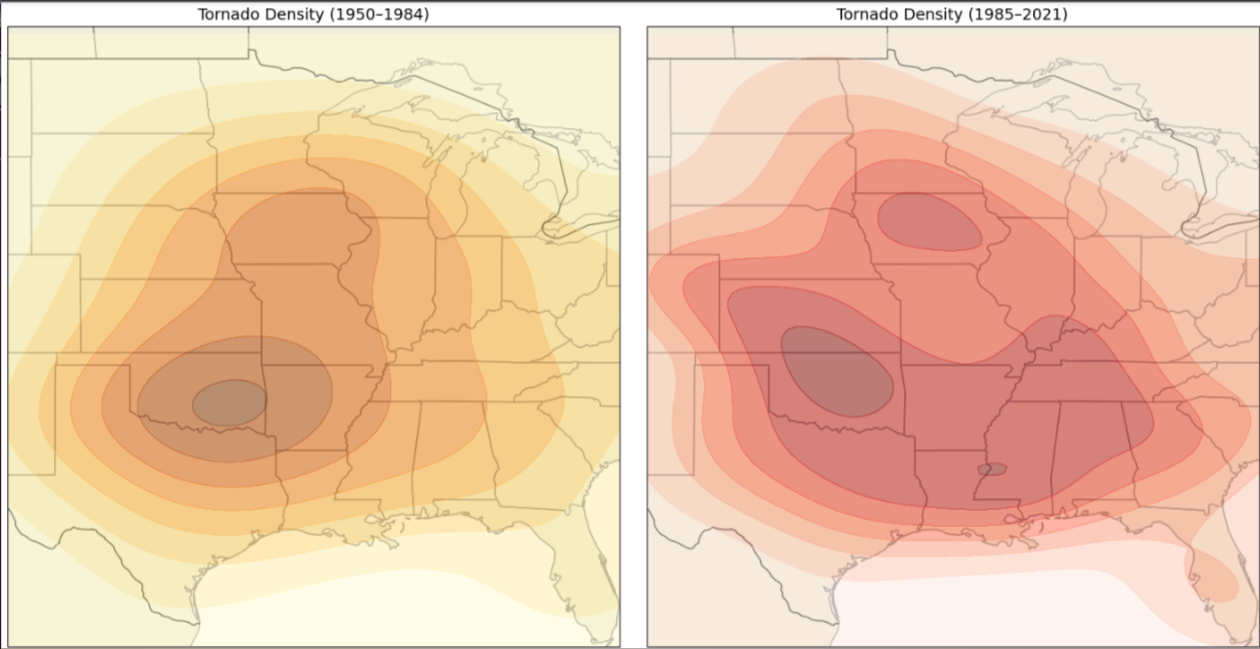 Tornado Density (1950–1984)
Tornado Density (1985–2021)